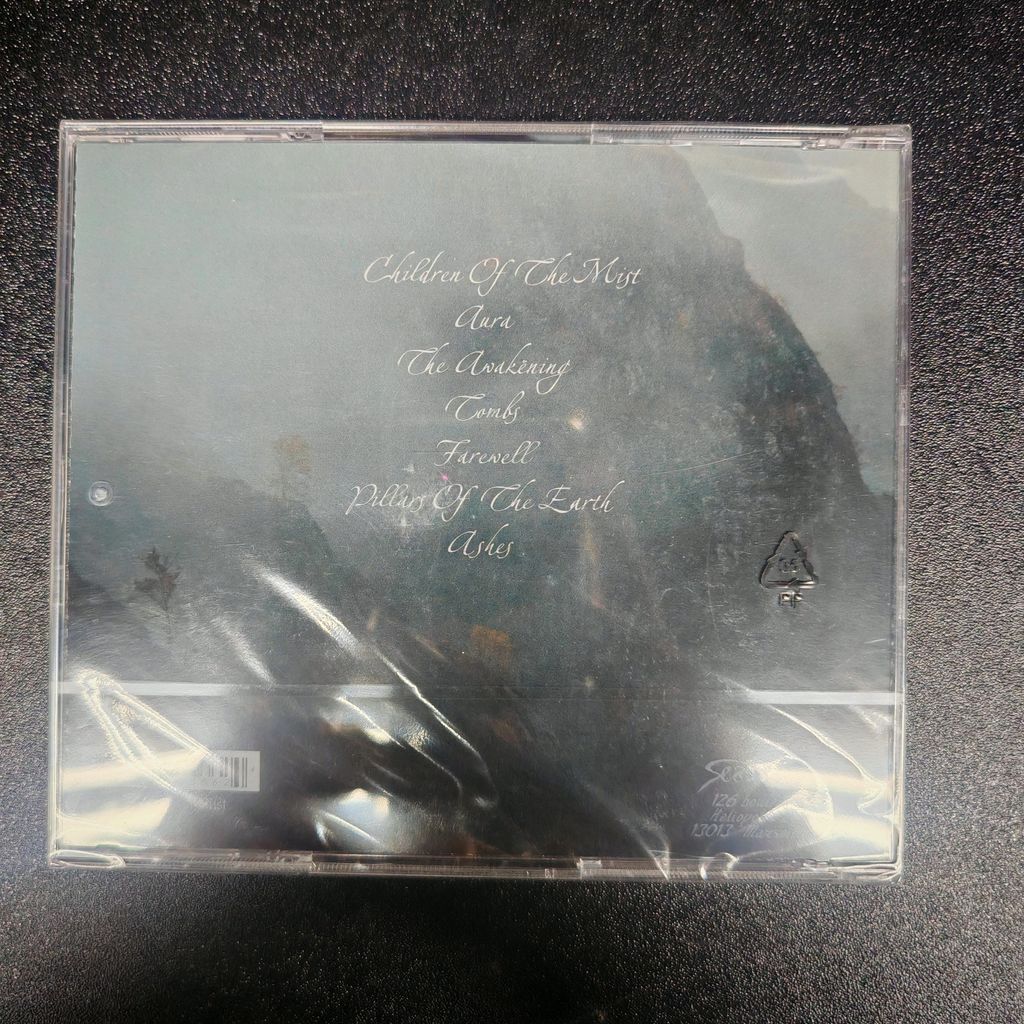 Children Of The Mist
Aura
The Awakening
Tombs
Farewell
Pillars Of The Earth
Ashes
126
13013